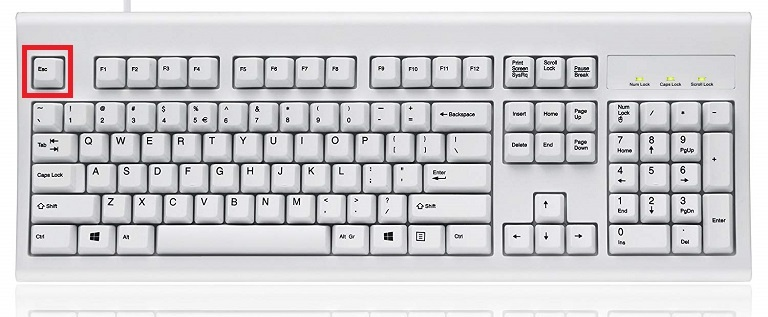 Esc F1 F2 F3 F4 F5 F6 F7 F8 F9 F10 F11 F12 Print Screen SysRq Scroll Lock Pause Break
Num Lock Caps Lock Scroll Lock
~ ! @ # $ % ^ & * ( ) − + ← Backspace Insert Home Page Up Num Lock / * -
\ 1 2 3 4 5 € 6 7 8 9 0 - =
Tab Q W E R T Y U I O P { [ } ] | \ Delete End Page Down 7 Home 8 ↑ 9 PgUp +
Caps Lock A S D F G H J K L : ; " ' Enter 4 ← 5 6 →
Shift Z X C V B N M < , > . ? / Shift ↑ 1 End 2 ↓ 3 PgDn Enter
Ctrl Alt Alt Gr Ctrl ← ↓ → 0 Ins . Del